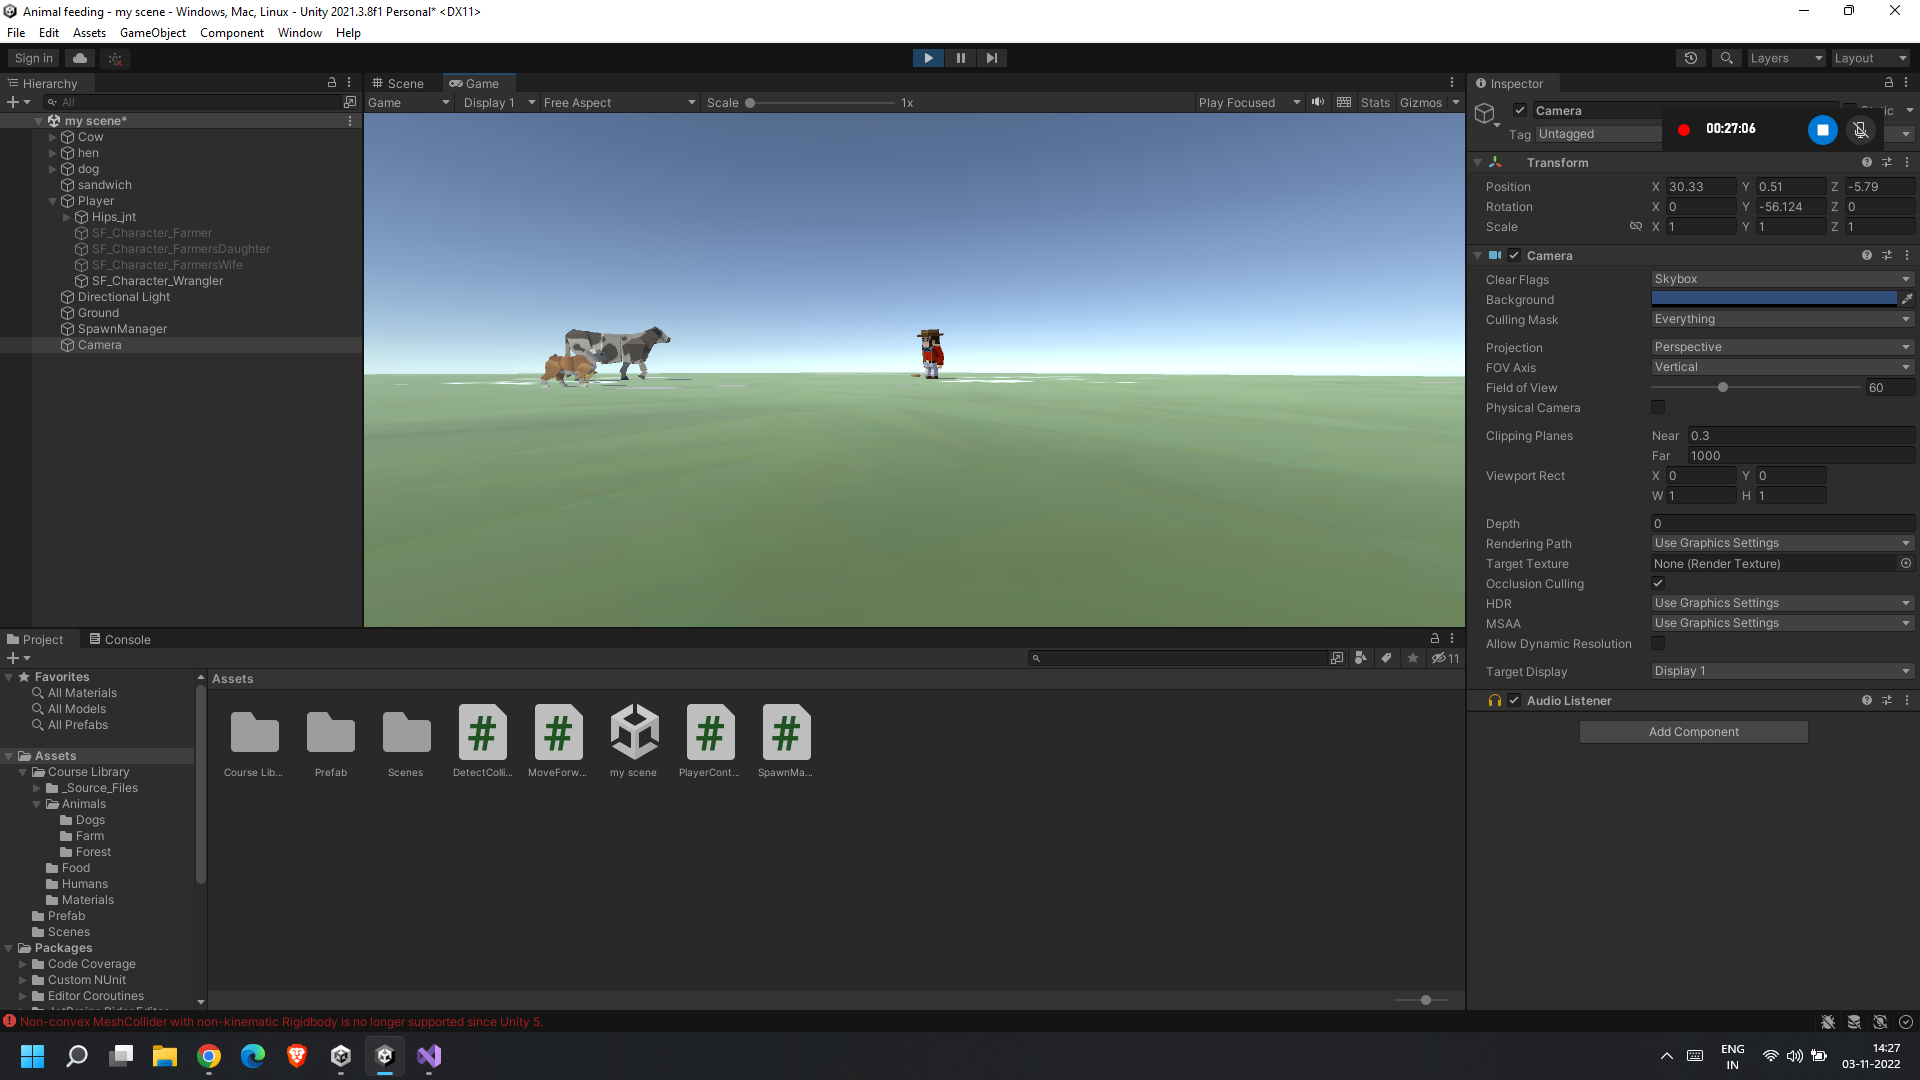 Animal feeding - my scene - Windows, Mac, Linux - Unity 2021.3.8f1 Personal* <DX11>
File Edit Assets GameObject Component Window Help
Sign in
Layers
Layout
Hierarchy
All
my scene*
Cow
hen
dog
sandwich
Player
Hips_jnt
SF_Character_Farmer
SF_Character_FarmersDaughter
SF_Character_FarmersWife
SF_Character_Wrangler
Directional Light
Ground
SpawnManager
Camera
Scene Game
Game Display 1 Free Aspect Scale 1x Play Focused Stats Gizmos
Inspector
Camera
Tag Untagged
00:27:06
Transform
Position X 30.33 Y 0.51 Z -5.79
Rotation X 0 Y -56.124 Z 0
Scale X 1 Y 1 Z 1
Camera
Clear Flags Skybox
Background
Culling Mask Everything
Projection Perspective
FOV Axis Vertical
Field of View 60
Physical Camera
Clipping Planes Near 0.3
Far 1000
Viewport Rect X 0 Y 0
W 1 H 1
Depth 0
Rendering Path Use Graphics Settings
Target Texture None (Render Texture)
Occlusion Culling
HDR Use Graphics Settings
MSAA Use Graphics Settings
Allow Dynamic Resolution
Target Display Display 1
Audio Listener
Add Component
Project Console
11
Favorites
All Materials
All Models
All Prefabs
Assets
Course Library
_Source_Files
Animals
Dogs
Farm
Forest
Food
Humans
Materials
Prefab
Scenes
Packages
Code Coverage
Custom NUnit
Editor Coroutines
Assets
Course Lib... Prefab Scenes DetectColli... MoveForw... my scene PlayerCont... SpawnMa...
Non-convex MeshCollider with non-kinematic Rigidbody is no longer supported since Unity 5.
ENG
IN
14:27
03-11-2022